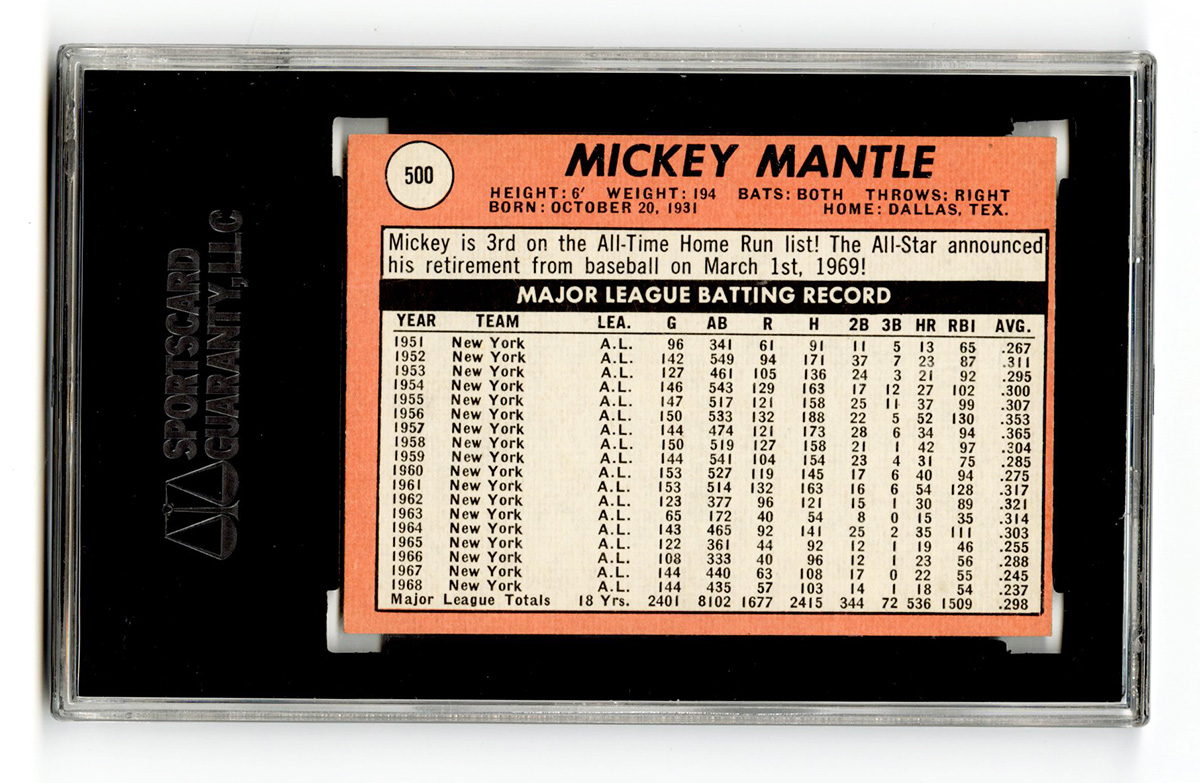 SPORTSCARD
GUARANTY, LLC
500
MICKEY MANTLE
HEIGHT: 6' WEIGHT: 194 BATS: BOTH THROWS: RIGHT
BORN: OCTOBER 20, 1931 HOME: DALLAS, TEX.
Mickey is 3rd on the All-Time Home Run list! The All-Star announced
his retirement from baseball on March 1st, 1969!
MAJOR LEAGUE BATTING RECORD
YEAR TEAM LEA. G AB R H 2B 3B HR RBI AVG.
1951 New York A.L. 96 341 61 91 11 5 13 65 .267
1952 New York A.L. 142 549 94 171 37 7 23 87 .311
1953 New York A.L. 127 461 105 136 24 3 21 92 .295
1954 New York A.L. 146 543 129 163 17 12 27 102 .300
1955 New York A.L. 147 517 121 158 25 11 37 99 .307
1956 New York A.L. 150 533 132 188 22 5 52 130 .353
1957 New York A.L. 144 474 121 173 28 6 34 94 .365
1958 New York A.L. 150 519 127 158 21 1 42 97 .304
1959 New York A.L. 144 541 104 154 23 4 31 75 .285
1960 New York A.L. 153 527 119 145 17 6 40 94 .275
1961 New York A.L. 153 514 132 163 16 6 54 128 .317
1962 New York A.L. 123 377 96 121 15 1 30 89 .321
1963 New York A.L. 65 172 40 54 8 0 15 35 .314
1964 New York A.L. 143 465 92 141 25 2 35 111 .303
1965 New York A.L. 122 361 44 92 12 1 19 46 .255
1966 New York A.L. 108 333 40 96 12 1 23 56 .288
1967 New York A.L. 144 440 63 108 17 0 22 55 .245
1968 New York A.L. 144 435 57 103 14 1 18 54 .237
Major League Totals 18 Yrs. 2401 8102 1677 2415 344 72 536 1509 .298